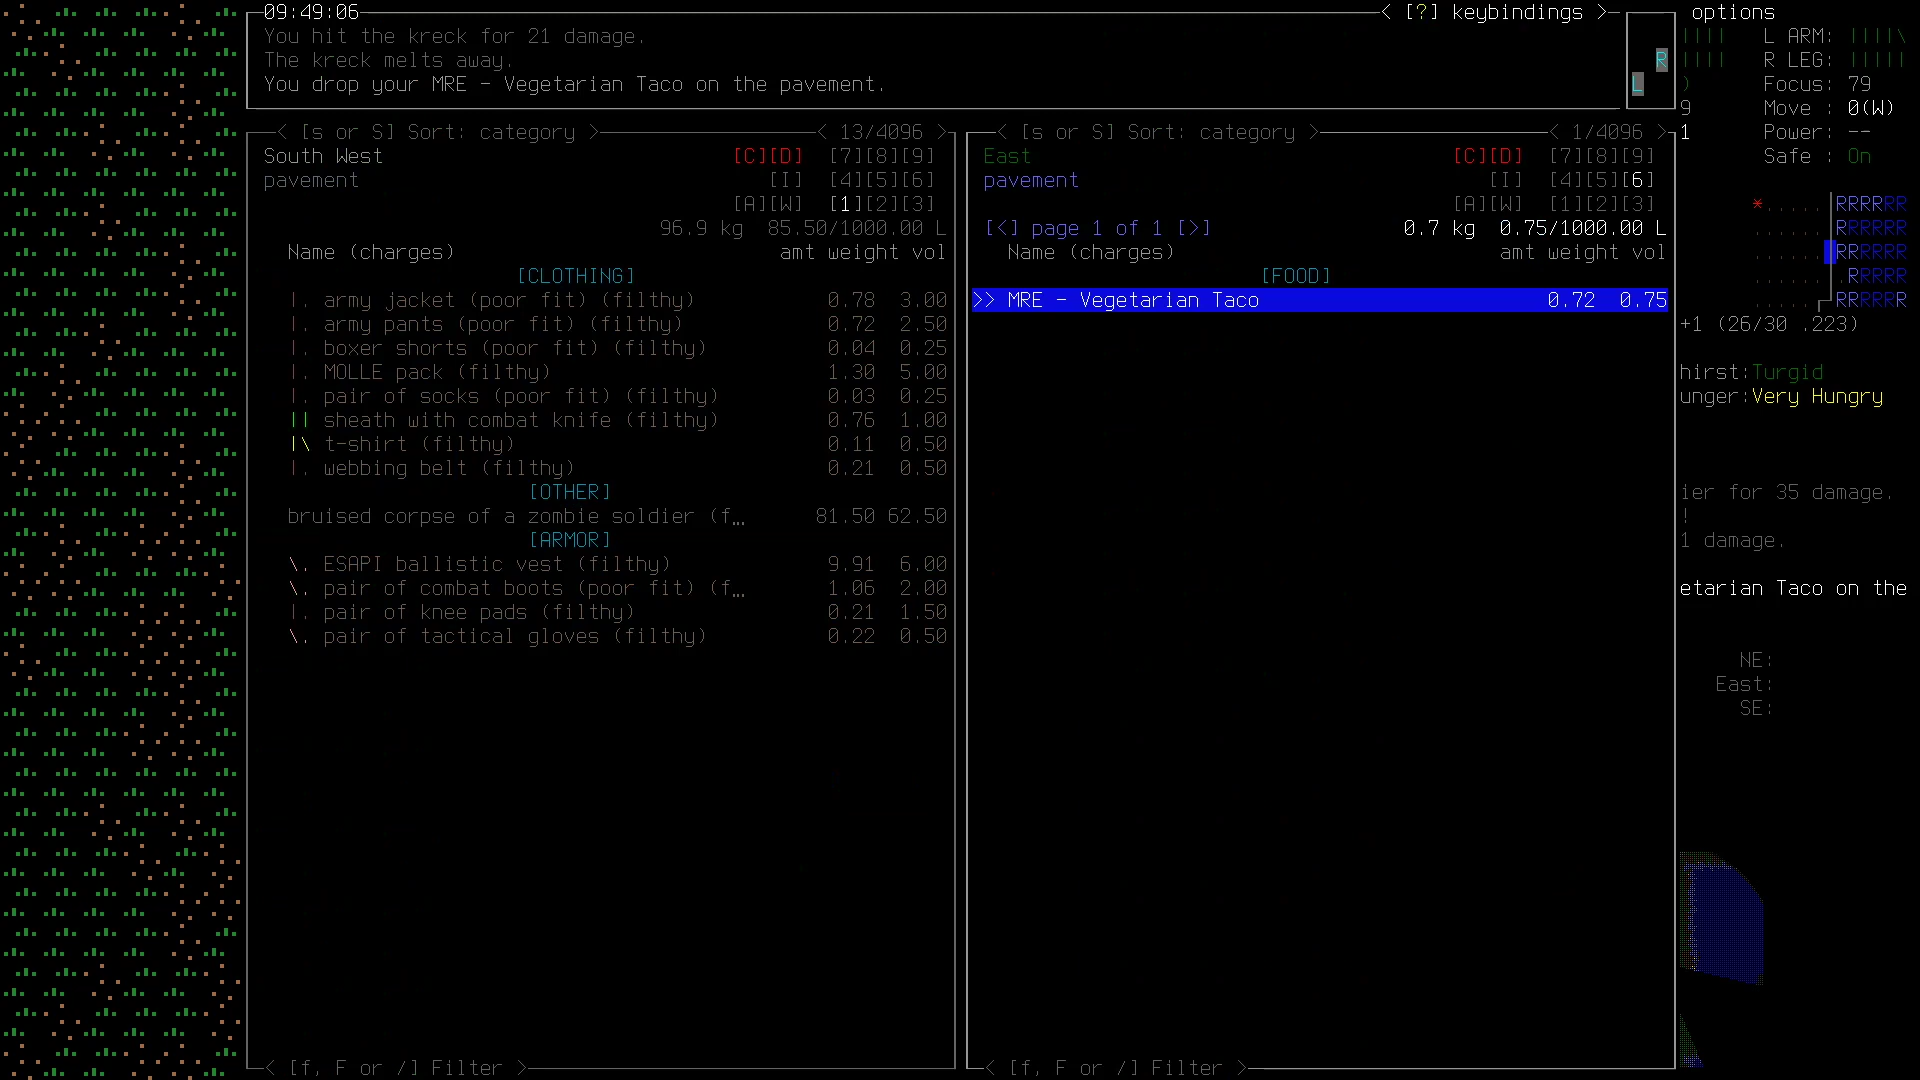 09:49:06 < [?] keybindings > options
You hit the kreck for 21 damage. L ARM: ||||\
The kreck melts away. R R LEG: |||||
You drop your MRE - Vegetarian Taco on the pavement. L ) Focus: 79
9 Move : 0(W)
< [s or S] Sort: category > < 13/4096 > < [s or S] Sort: category > < 1/4096 > 1 Power: --
South West [C][D] [7][8][9] East [C][D] [7][8][9] Safe : On
pavement [I] [4][5][6] pavement [I] [4][5][6]
[A][W] [1][2][3] [A][W] [1][2][3] *..... RRRRRR
96.9 kg 85.50/1000.00 L [<] page 1 of 1 [>] 0.7 kg 0.75/1000.00 L ...... RRRRRR
Name (charges) amt weight vol Name (charges) amt weight vol ...... RRRRRR
[CLOTHING] [FOOD] ...... .RRRRR
|. army jacket (poor fit) (filthy) 0.78 3.00 >> MRE - Vegetarian Taco 0.72 0.75 ..... RRRRRR
|. army pants (poor fit) (filthy) 0.72 2.50 +1 (26/30 .223)
|. boxer shorts (poor fit) (filthy) 0.04 0.25
|. MOLLE pack (filthy) 1.30 5.00 hirst:Turgid
|. pair of socks (poor fit) (filthy) 0.03 0.25 unger:Very Hungry
|| sheath with combat knife (filthy) 0.76 1.00
|\ t-shirt (filthy) 0.11 0.50
|. webbing belt (filthy) 0.21 0.50
[OTHER] ier for 35 damage.
bruised corpse of a zombie soldier (f… 81.50 62.50 !
[ARMOR] 1 damage.
\. ESAPI ballistic vest (filthy) 9.91 6.00
\. pair of combat boots (poor fit) (f… 1.06 2.00 etarian Taco on the
|. pair of knee pads (filthy) 0.21 1.50
\. pair of tactical gloves (filthy) 0.22 0.50
NE:
East:
SE:
< [f, F or /] Filter > < [f, F or /] Filter >